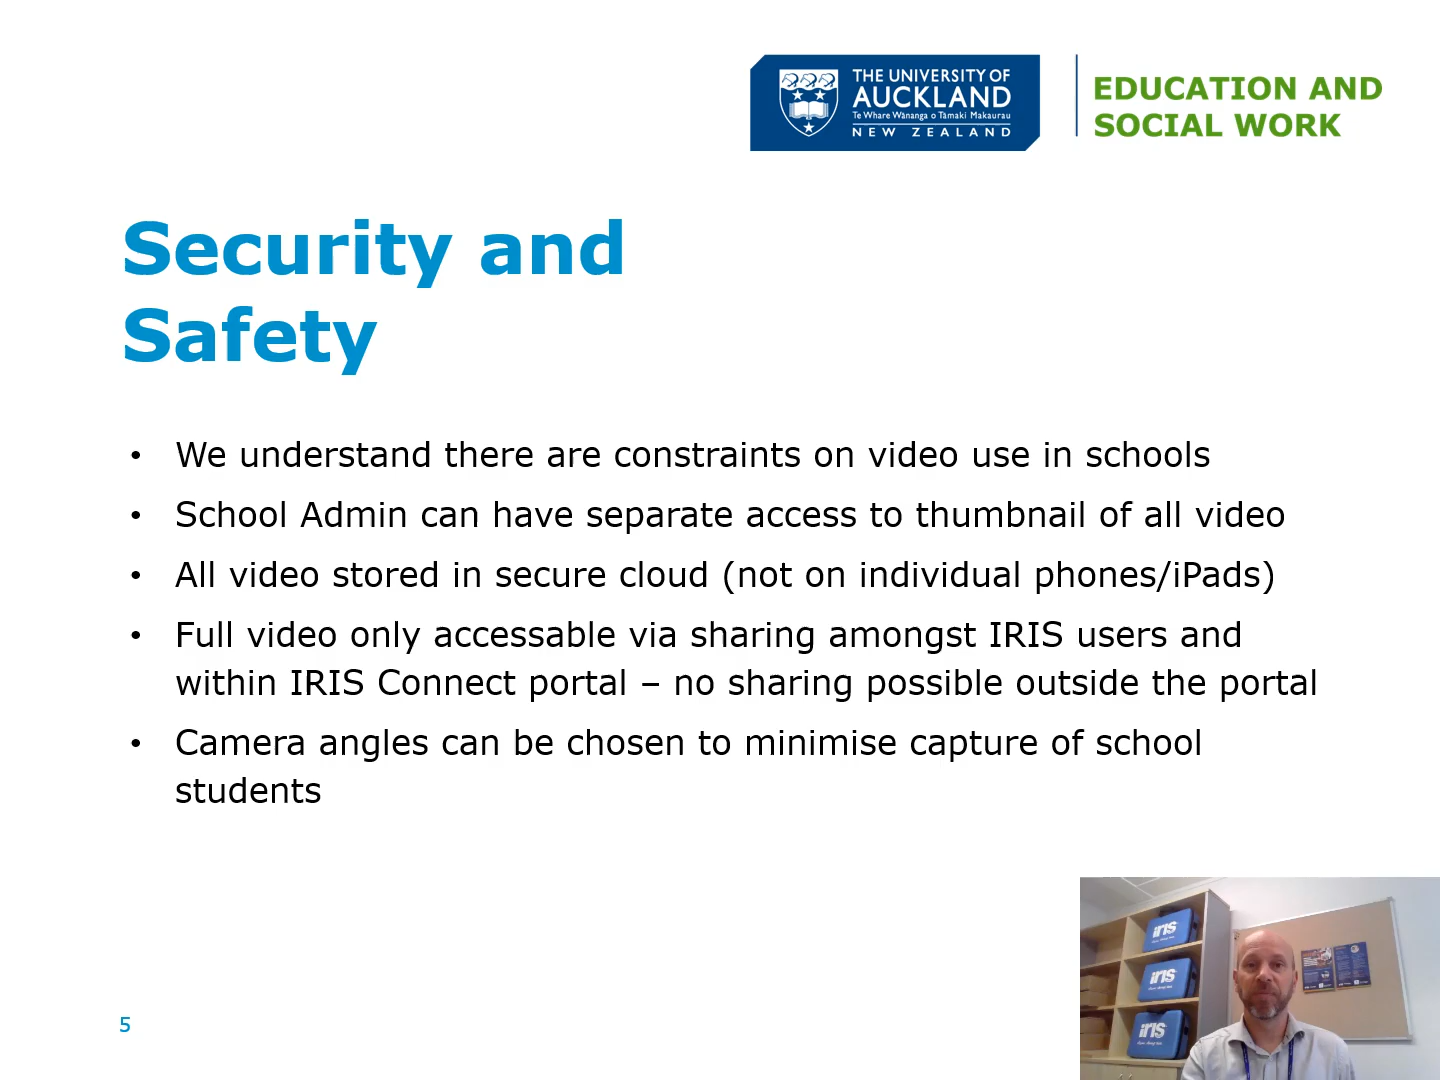 THE UNIVERSITY OF
AUCKLAND
Te Whare Wānanga o Tāmaki Makaurau
NEW ZEALAND
EDUCATION AND
SOCIAL WORK
Security and
Safety
• We understand there are constraints on video use in schools
• School Admin can have separate access to thumbnail of all video
• All video stored in secure cloud (not on individual phones/iPads)
• Full video only accessable via sharing amongst IRIS users and
within IRIS Connect portal – no sharing possible outside the portal
• Camera angles can be chosen to minimise capture of school
students
iris
iris
iris
5